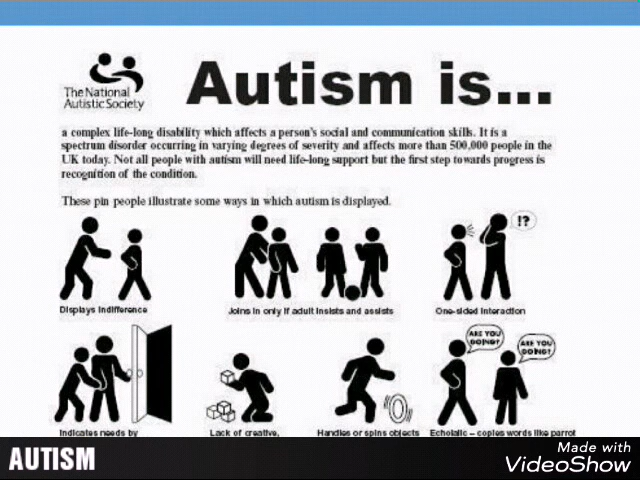 The National
Autistic Society
Autism is...
a complex life-long disability which affects a person's social and communication skills. It is a
spectrum disorder occurring in varying degrees of severity and affects more than 500,000 people in the
UK today. Not all people with autism will need life-long support but the first step towards progress is
recognition of the condition.
These pin people illustrate some ways in which autism is displayed.
!?
Displays indifference
Joins in only if adult insists and assists
One-sided interaction
ARE YOU
GOING?
ARE YOU
GOING?
Indicates needs by
Lack of creative,
Handles or spins objects
Echolalic – copies words like parrot
AUTISM
Made with
VideoShow